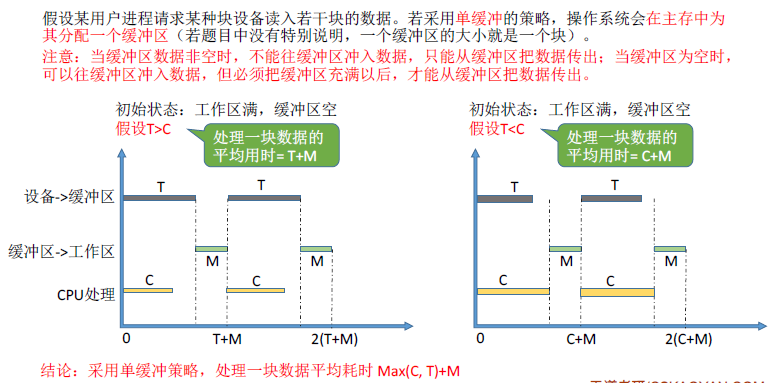 假设某用户进程请求某种块设备读入若干块的数据。若采用单缓冲的策略，操作系统会在主存中为
其分配一个缓冲区（若题目中没有特别说明，一个缓冲区的大小就是一个块）。
注意：当缓冲区数据非空时，不能往缓冲区冲入数据，只能从缓冲区把数据传出；当缓冲区为空时，
可以往缓冲区冲入数据，但必须把缓冲区充满以后，才能从缓冲区把数据传出。
初始状态：工作区满，缓冲区空
假设T>C
处理一块数据的
平均用时= T+M
设备->缓冲区
T
T
缓冲区->工作区
M
M
CPU处理
C
C
0
T+M
2(T+M)
初始状态：工作区满，缓冲区空
假设T<C
处理一块数据的
平均用时= C+M
T
T
M
M
C
C
0
C+M
2(C+M)
结论：采用单缓冲策略，处理一块数据平均耗时 Max(C, T)+M